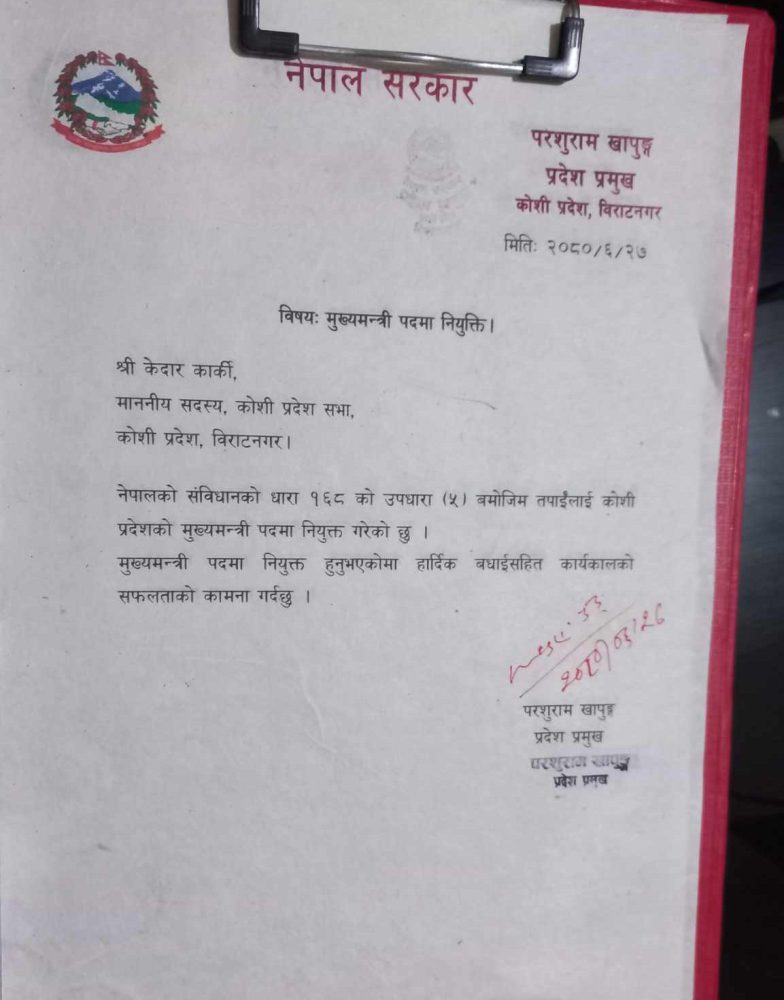 नेपाल सरकार
परशुराम खापुङ्ग
प्रदेश प्रमुख
कोशी प्रदेश, विराटनगर
मितिः २०८०/६/२७
विषयः मुख्यमन्त्री पदमा नियुक्ति।
श्री केदार कार्की,
माननीय सदस्य, कोशी प्रदेश सभा,
कोशी प्रदेश, विराटनगर।
नेपालको संविधानको धारा १६८ को उपधारा (५) बमोजिम तपाईंलाई कोशी
प्रदेशको मुख्यमन्त्री पदमा नियुक्त गरेको छु ।
मुख्यमन्त्री पदमा नियुक्त हुनुभएकोमा हार्दिक बधाईसहित कार्यकालको
सफलताको कामना गर्दछु ।
परशुराम खापुङ्ग
प्रदेश प्रमुख
परशुराम खापुङ्ग
प्रदेश प्रमुख